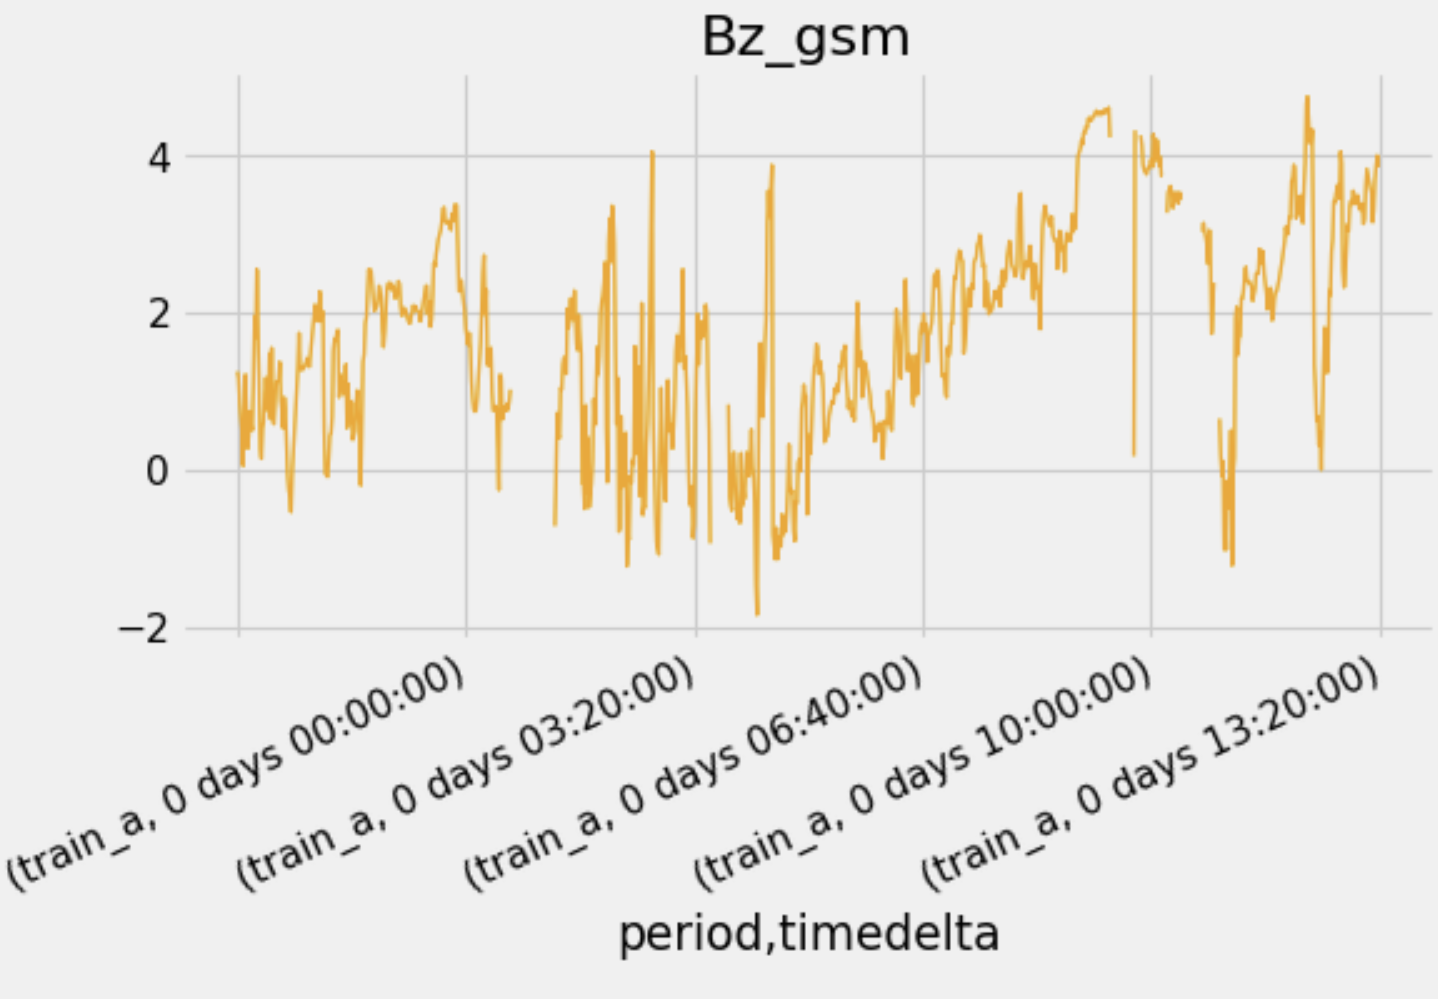 Bz_gsm
4
2
0
−2
(train_a, 0 days 00:00:00)
(train_a, 0 days 03:20:00)
(train_a, 0 days 06:40:00)
(train_a, 0 days 10:00:00)
(train_a, 0 days 13:20:00)
period,timedelta